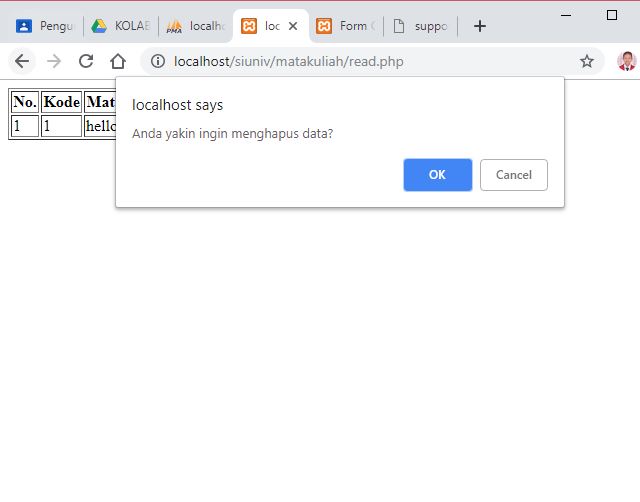 Pengu
KOLAB
localho
loc
Form
suppo
localhost/siuniv/matakuliah/read.php
localhost says
Anda yakin ingin menghapus data?
OK
Cancel
No. Kode Mat
1 1 hello